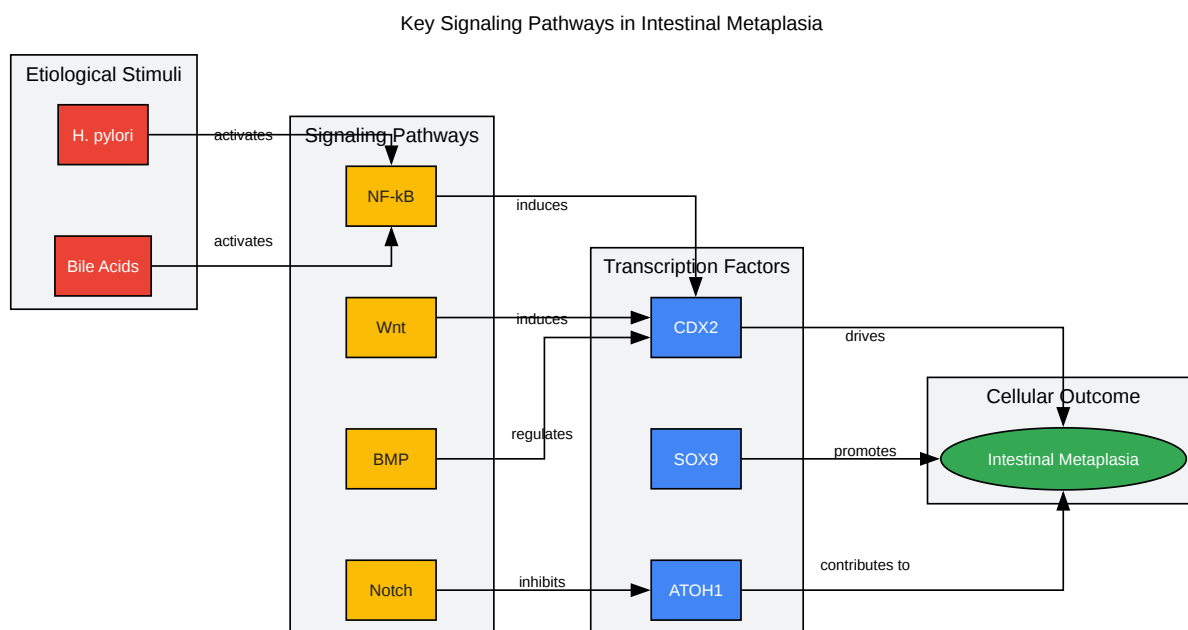 Key Signaling Pathways in Intestinal Metaplasia
Etiological Stimuli
H. pylori
activates
Bile Acids
activates
Signaling Pathways
NF-kB
induces
Wnt
induces
BMP
regulates
Notch
inhibits
Transcription Factors
CDX2
drives
SOX9
promotes
ATOH1
contributes to
Cellular Outcome
Intestinal Metaplasia